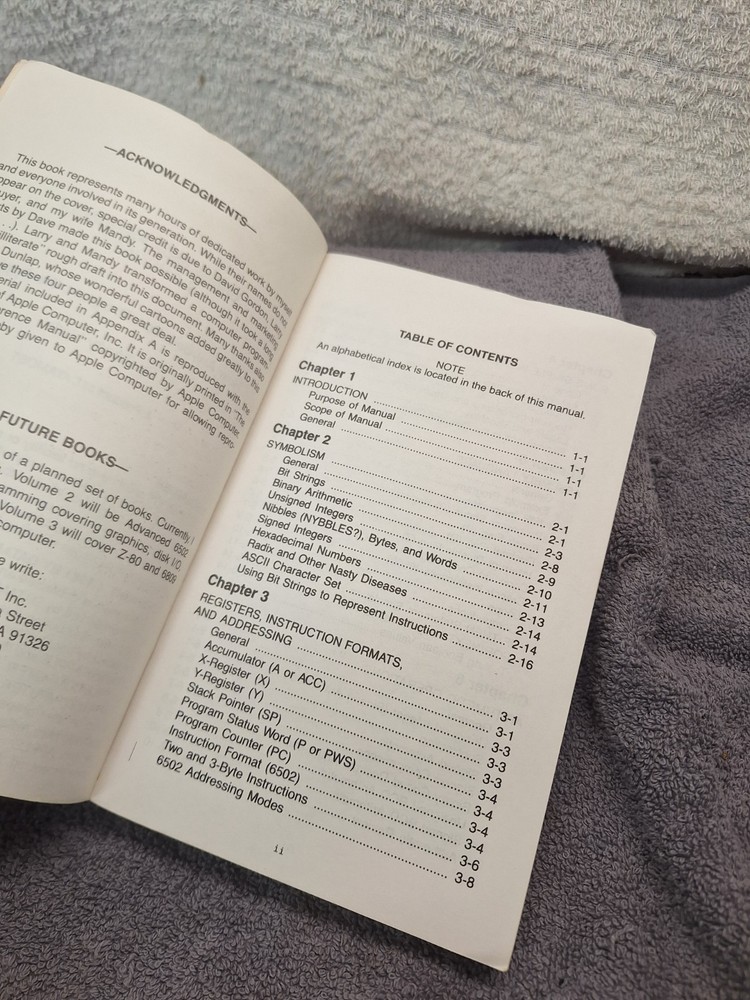 —ACKNOWLEDGMENTS—
This book represents many hours of dedicated work by myself
and everyone involved in its generation. While their names do not
ppear on the cover, special credit is due to David Gordon, Larry
uyer, and my wife Mandy. The management and marketing
rts by Dave made this book possible (although it took a long
. . .). Larry and Mandy transformed a computer program
illiterate" rough draft into this document. Many thanks also
Dunlap, whose wonderful cartoons added greatly to this
ve these four people a great deal.
erial included in Appendix A is reproduced with the
of Apple Computer, Inc. It is originally printed in "The
erence Manual" copyrighted by Apple Computer
by given to Apple Computer for allowing repro-
FUTURE BOOKS—
of a planned set of books. Currently, I
. Volume 2 will be Advanced 6502
amming covering graphics, disk I/O
Volume 3 will cover Z-80 and 6809
computer.
e write:
Inc.
Street
A 91326
TABLE OF CONTENTS
NOTE
An alphabetical index is located in the back of this manual.
Chapter 1
INTRODUCTION 1-1
Purpose of Manual 1-1
Scope of Manual 1-1
General 1-1
Chapter 2
SYMBOLISM 2-1
General 2-1
Bit Strings 2-3
Binary Arithmetic 2-8
Unsigned Integers 2-9
Nibbles (NYBBLES?), Bytes, and Words 2-10
Signed Integers 2-11
Hexadecimal Numbers 2-13
Radix and Other Nasty Diseases 2-14
ASCII Character Set 2-14
Using Bit Strings to Represent Instructions 2-16
Chapter 3
REGISTERS, INSTRUCTION FORMATS,
AND ADDRESSING 3-1
General 3-1
Accumulator (A or ACC) 3-3
X-Register (X) 3-3
Y-Register (Y) 3-3
Stack Pointer (SP) 3-4
Program Status Word (P or PWS) 3-4
Program Counter (PC) 3-4
Instruction Format (6502) 3-4
Two and 3-Byte Instructions 3-6
6502 Addressing Modes 3-8
ii